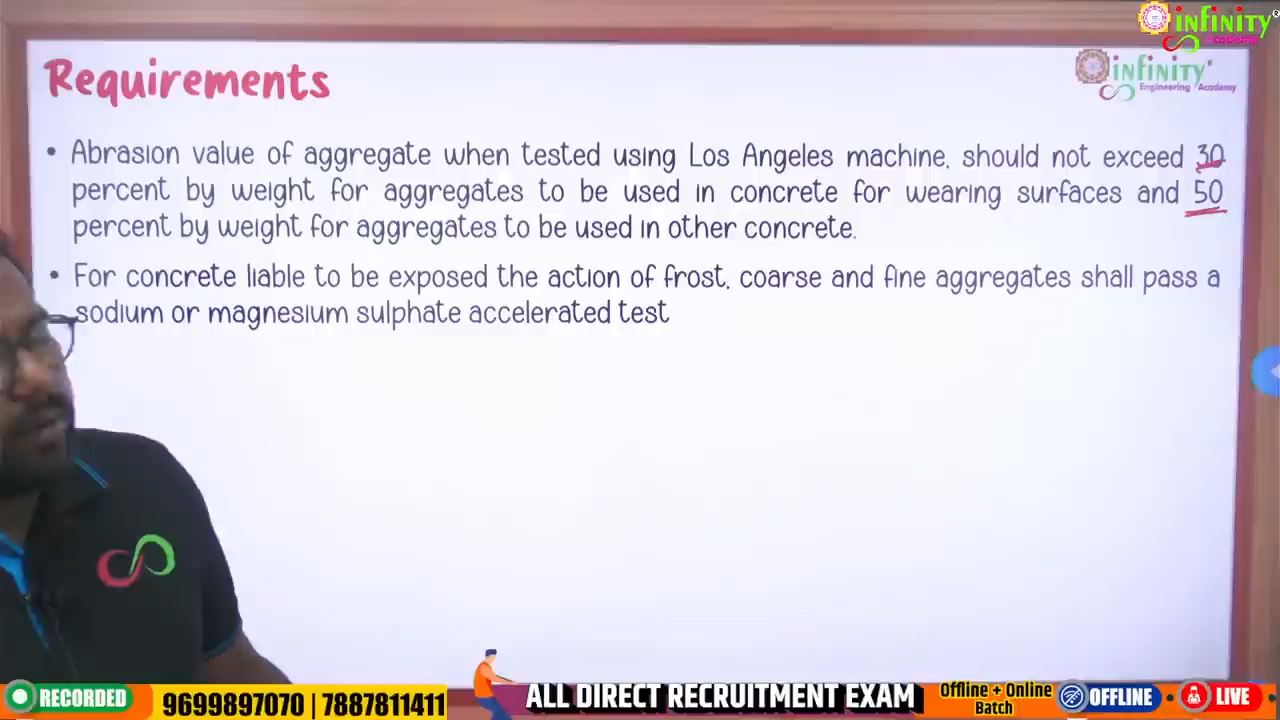 infinity
Academy
Requirements
infinity
Engineering Academy
• Abrasion value of aggregate when tested using Los Angeles machine, should not exceed 30
percent by weight for aggregates to be used in concrete for wearing surfaces and 50
percent by weight for aggregates to be used in other concrete.
• For concrete liable to be exposed the action of frost, coarse and fine aggregates shall pass a
sodium or magnesium sulphate accelerated test
RECORDED
9699897070 | 7887811411
ALL DIRECT RECRUITMENT EXAM
Offline + Online
Batch
OFFLINE
LIVE